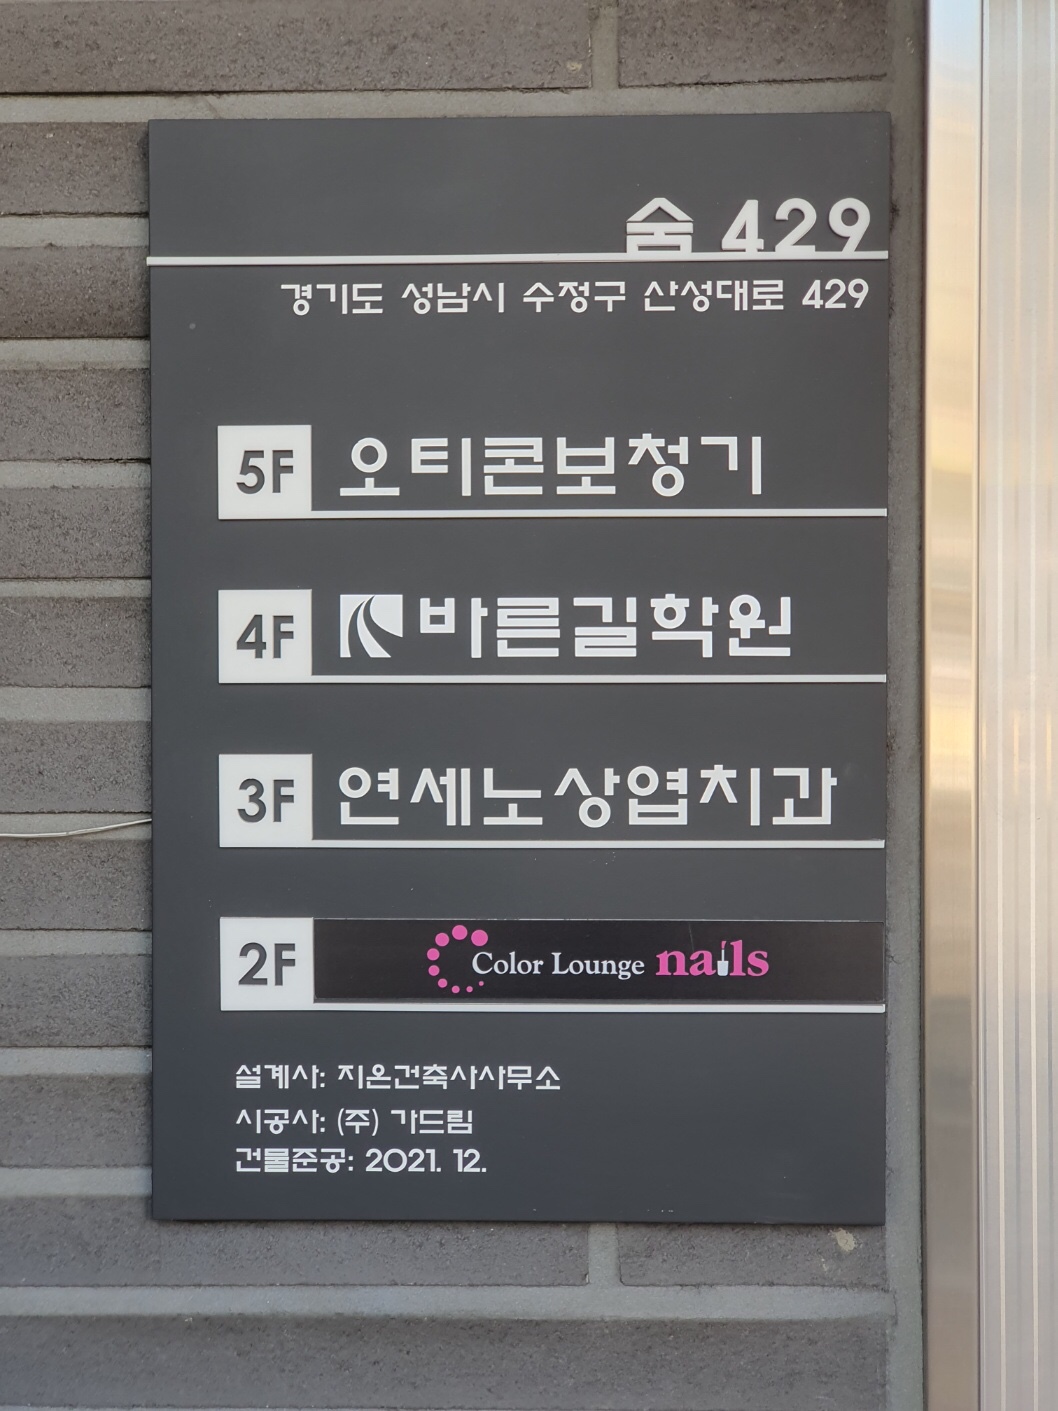 숨 429
경기도 성남시 수정구 산성대로 429
5F 오티콘보청기
4F 바른길학원
3F 연세노상엽치과
2F Color Lounge nails
설계사: 지온건축사사무소
시공사: (주) 가드림
건물준공: 2021. 12.